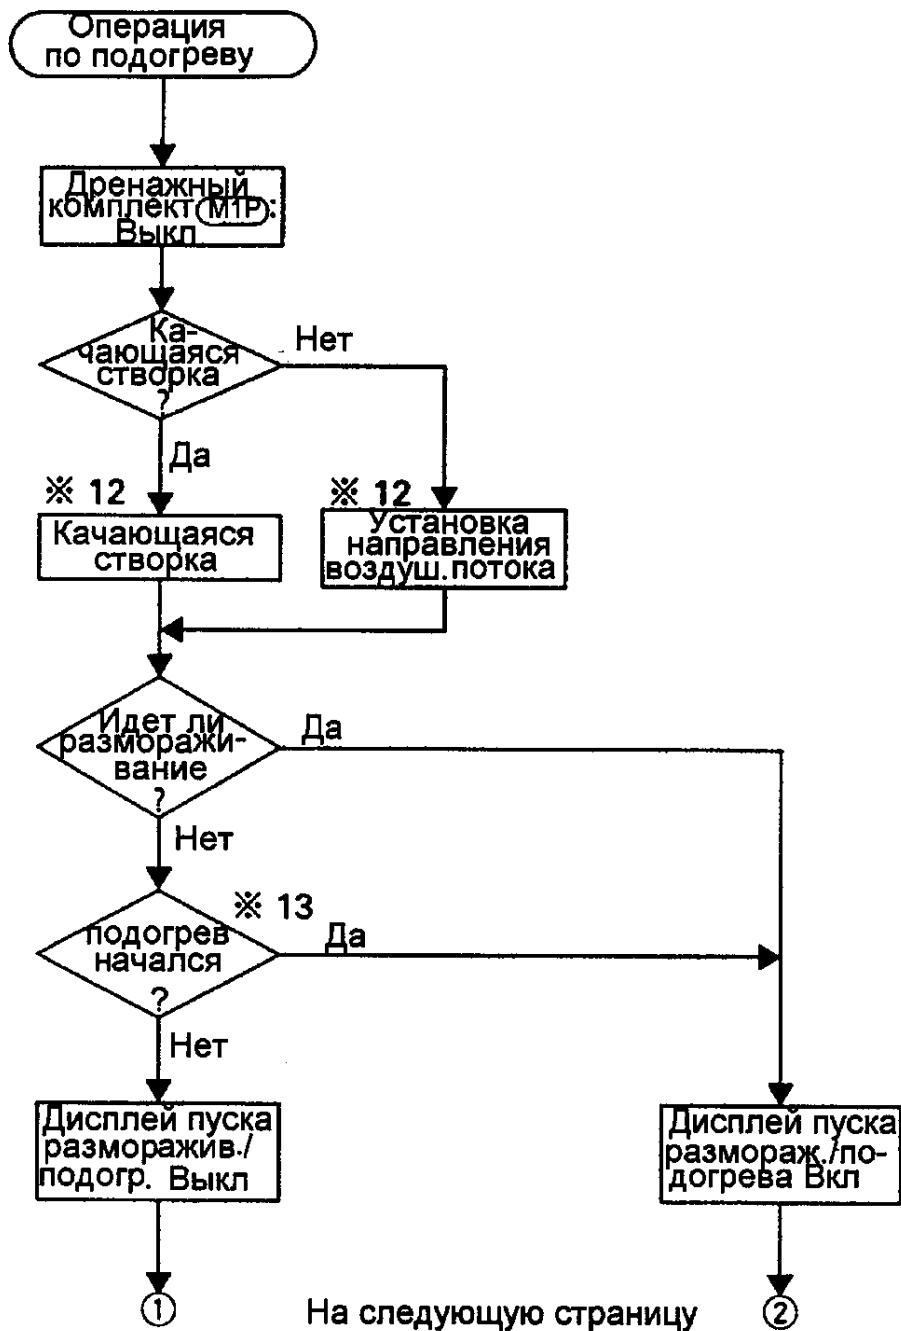 Операция
по подогреву
Дренажный
комплект (M1P):
Выкл
Ка-
чающаяся
створка
?
Нет
Да
※ 12
Качающаяся
створка
※ 12
Установка
направления
воздуш. потока
Идет ли
разморажи-
вание
?
Да
Нет
※ 13
подогрев
начался
?
Да
Нет
Дисплей пуска
разморажив./
подогр. Выкл
Дисплей пуска
размораж./по-
догрева Вкл
①
На следующую страницу
②